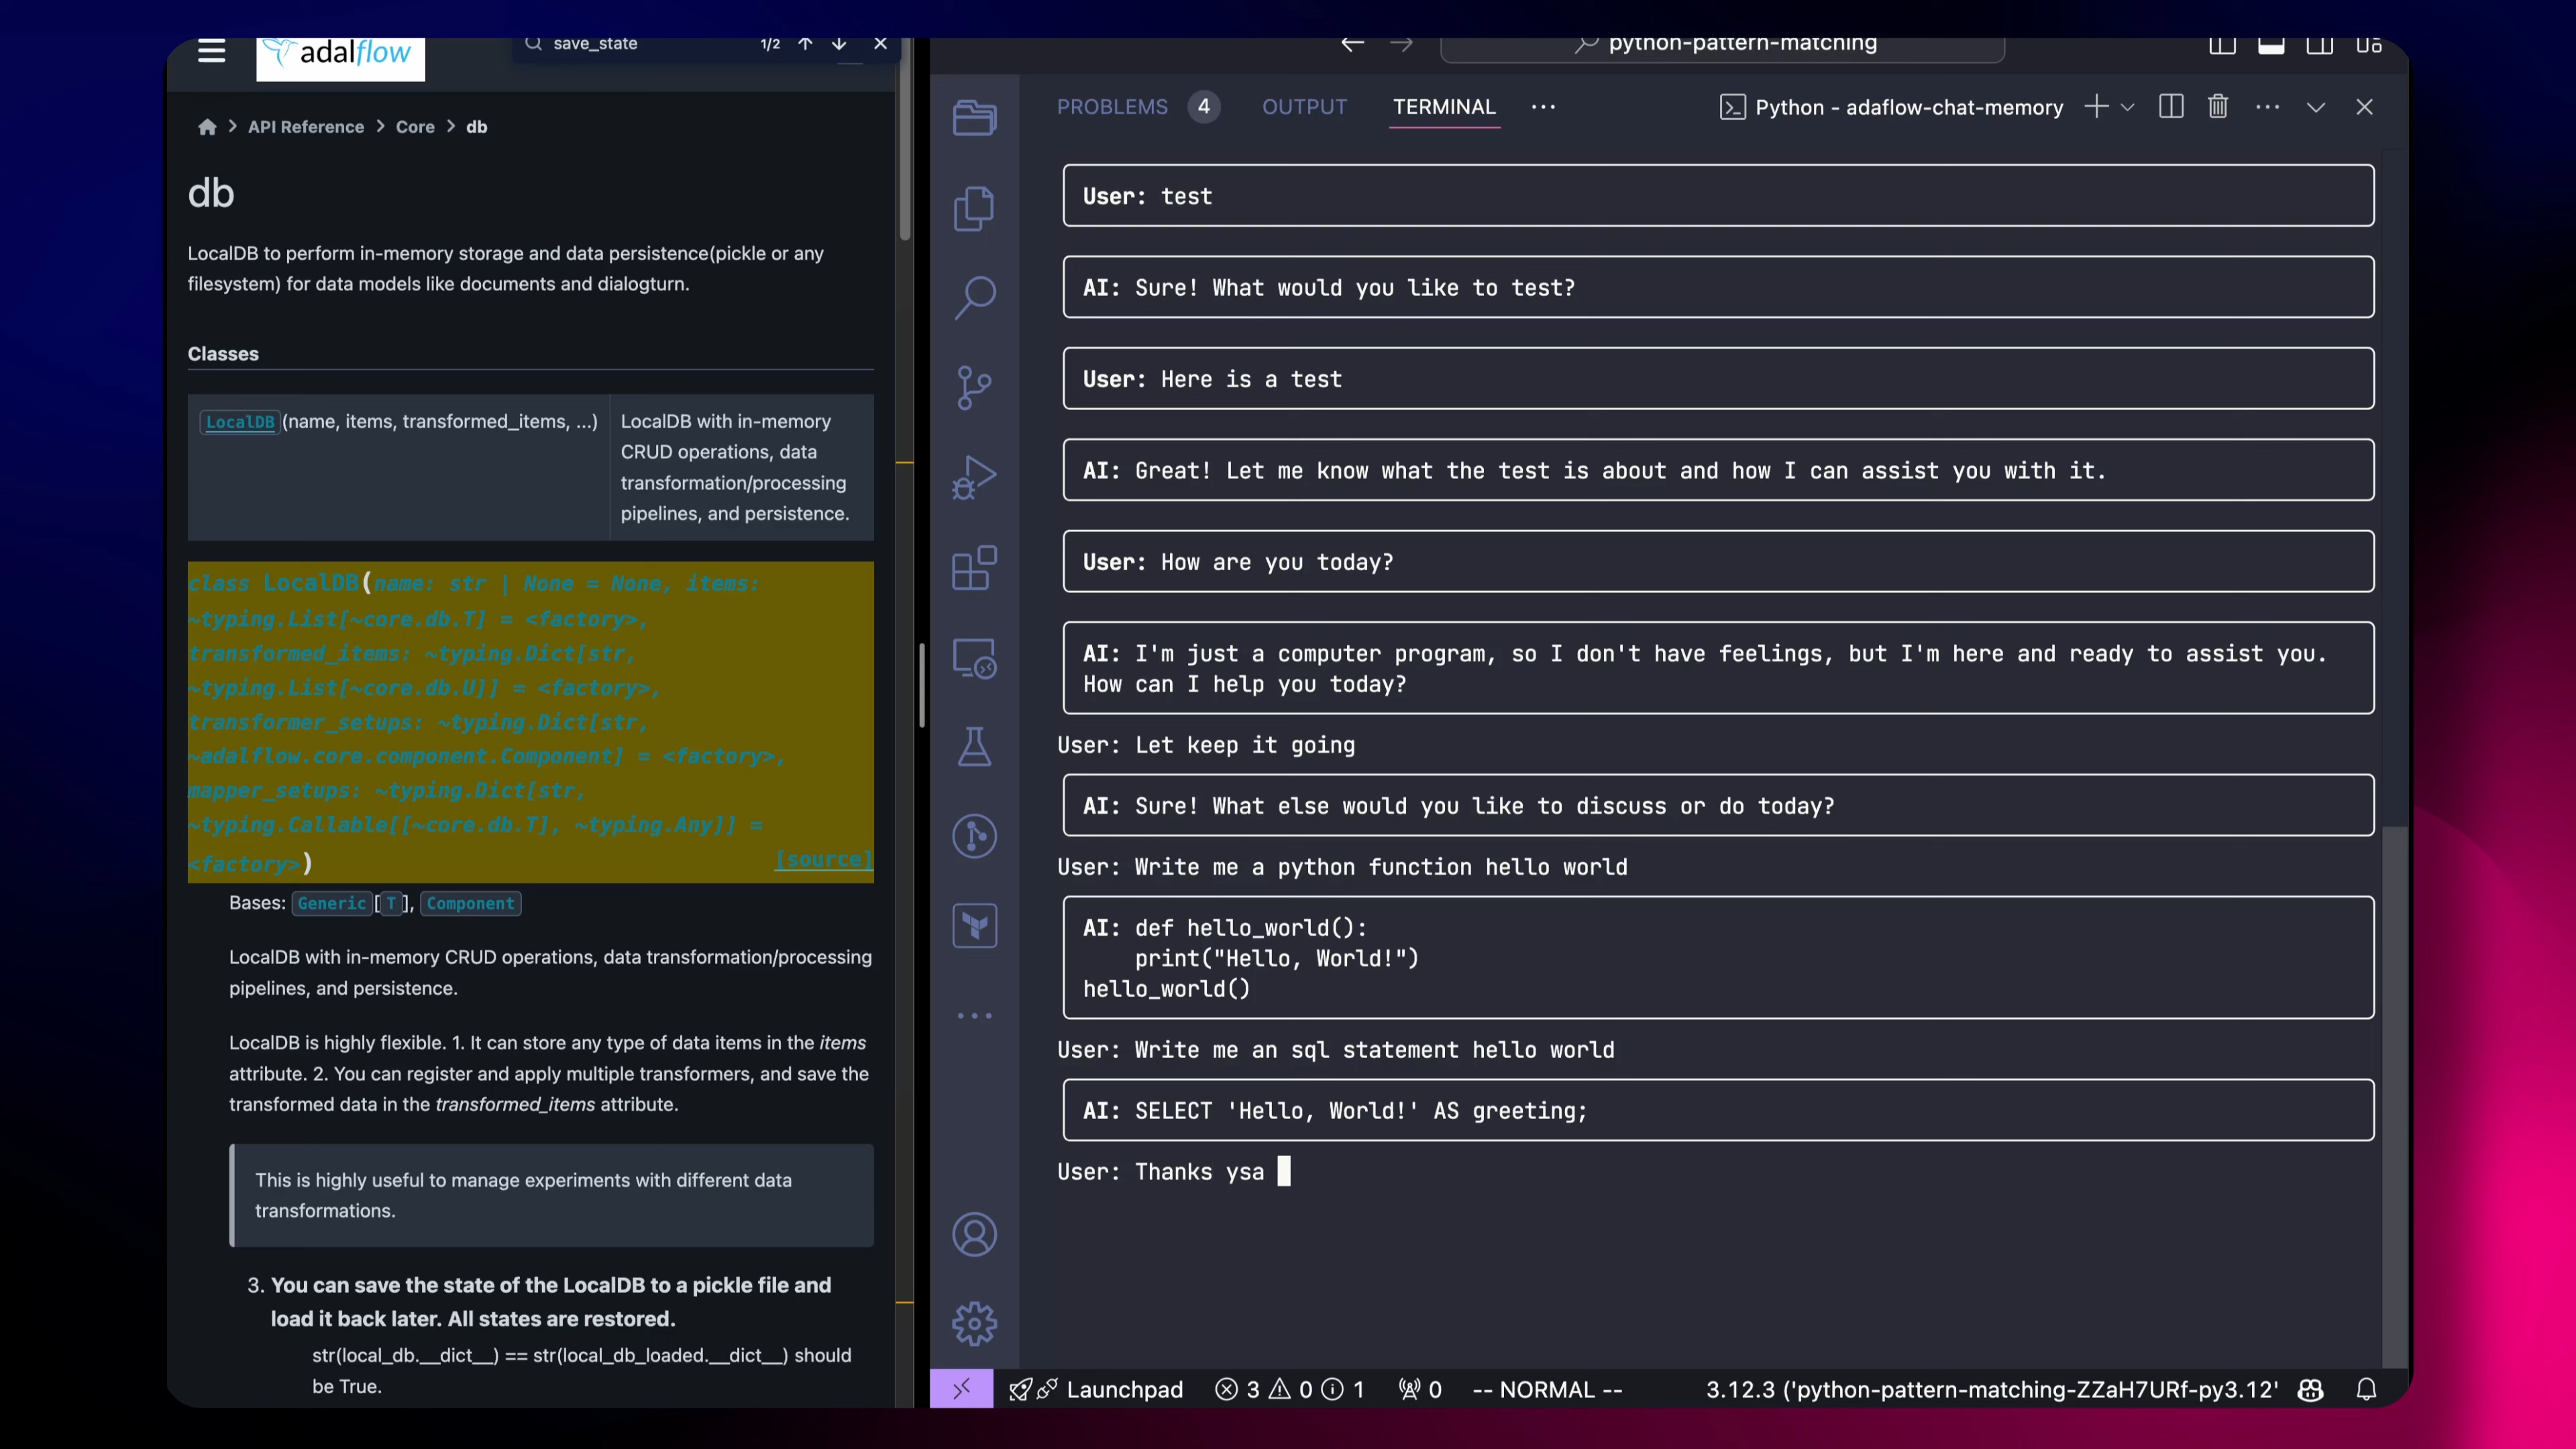 adalflow
save_state
1/2
API Reference > Core > db
db
LocalDB to perform in-memory storage and data persistence(pickle or any
filesystem) for data models like documents and dialogturn.
Classes
LocalDB(name, items, transformed_items, ...)
LocalDB with in-memory
CRUD operations, data
transformation/processing
pipelines, and persistence.
class LocalDB(name: str | None = None, items:
~typing.List[~core.db.T] = <factory>,
transformed_items: ~typing.Dict[str,
~typing.List[~core.db.U]] = <factory>,
transformer_setups: ~typing.Dict[str,
~adalflow.core.component.Component] = <factory>,
mapper_setups: ~typing.Dict[str,
~typing.Callable[[~core.db.T], ~typing.Any]] =
<factory>)
[source]
Bases: Generic[T], Component
LocalDB with in-memory CRUD operations, data transformation/processing
pipelines, and persistence.
LocalDB is highly flexible. 1. It can store any type of data items in the items
attribute. 2. You can register and apply multiple transformers, and save the
transformed data in the transformed_items attribute.
This is highly useful to manage experiments with different data
transformations.
3. You can save the state of the LocalDB to a pickle file and
load it back later. All states are restored.
str(local_db.__dict__) == str(local_db_loaded.__dict__) should
be True.
python-pattern-matching
PROBLEMS 4 OUTPUT TERMINAL ...
Python - adaflow-chat-memory
User: test
AI: Sure! What would you like to test?
User: Here is a test
AI: Great! Let me know what the test is about and how I can assist you with it.
User: How are you today?
AI: I'm just a computer program, so I don't have feelings, but I'm here and ready to assist you.
How can I help you today?
User: Let keep it going
AI: Sure! What else would you like to discuss or do today?
User: Write me a python function hello world
AI: def hello_world():
    print("Hello, World!")
hello_world()
User: Write me an sql statement hello world
AI: SELECT 'Hello, World!' AS greeting;
User: Thanks ysa
Launchpad 3 0 1 0 -- NORMAL -- 3.12.3 ('python-pattern-matching-ZZaH7URf-py3.12'